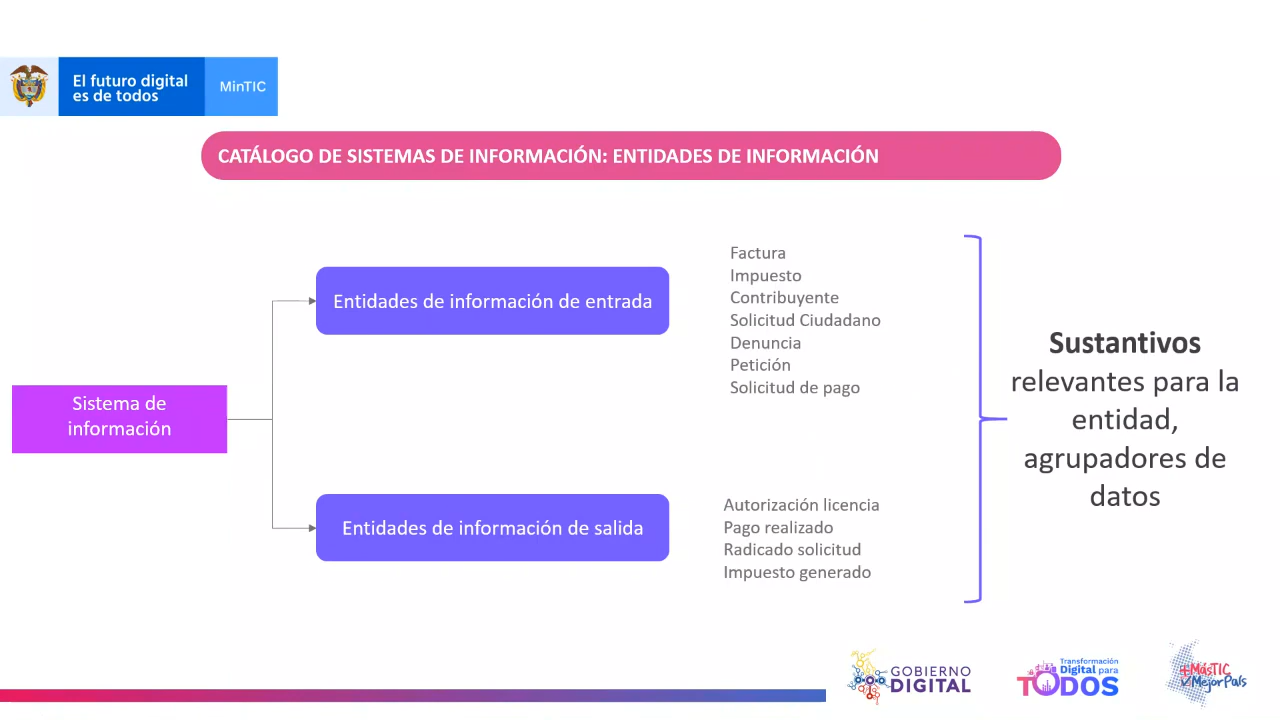 El futuro digital
es de todos
MinTIC
CATÁLOGO DE SISTEMAS DE INFORMACIÓN: ENTIDADES DE INFORMACIÓN
Sistema de
información
Entidades de información de entrada
Factura
Impuesto
Contribuyente
Solicitud Ciudadano
Denuncia
Petición
Solicitud de pago
Entidades de información de salida
Autorización licencia
Pago realizado
Radicado solicitud
Impuesto generado
Sustantivos
relevantes para la
entidad,
agrupadores de
datos
GOBIERNO
DIGITAL
Transformación
Digital para
TODOS
+MásTIC
MejorPaís